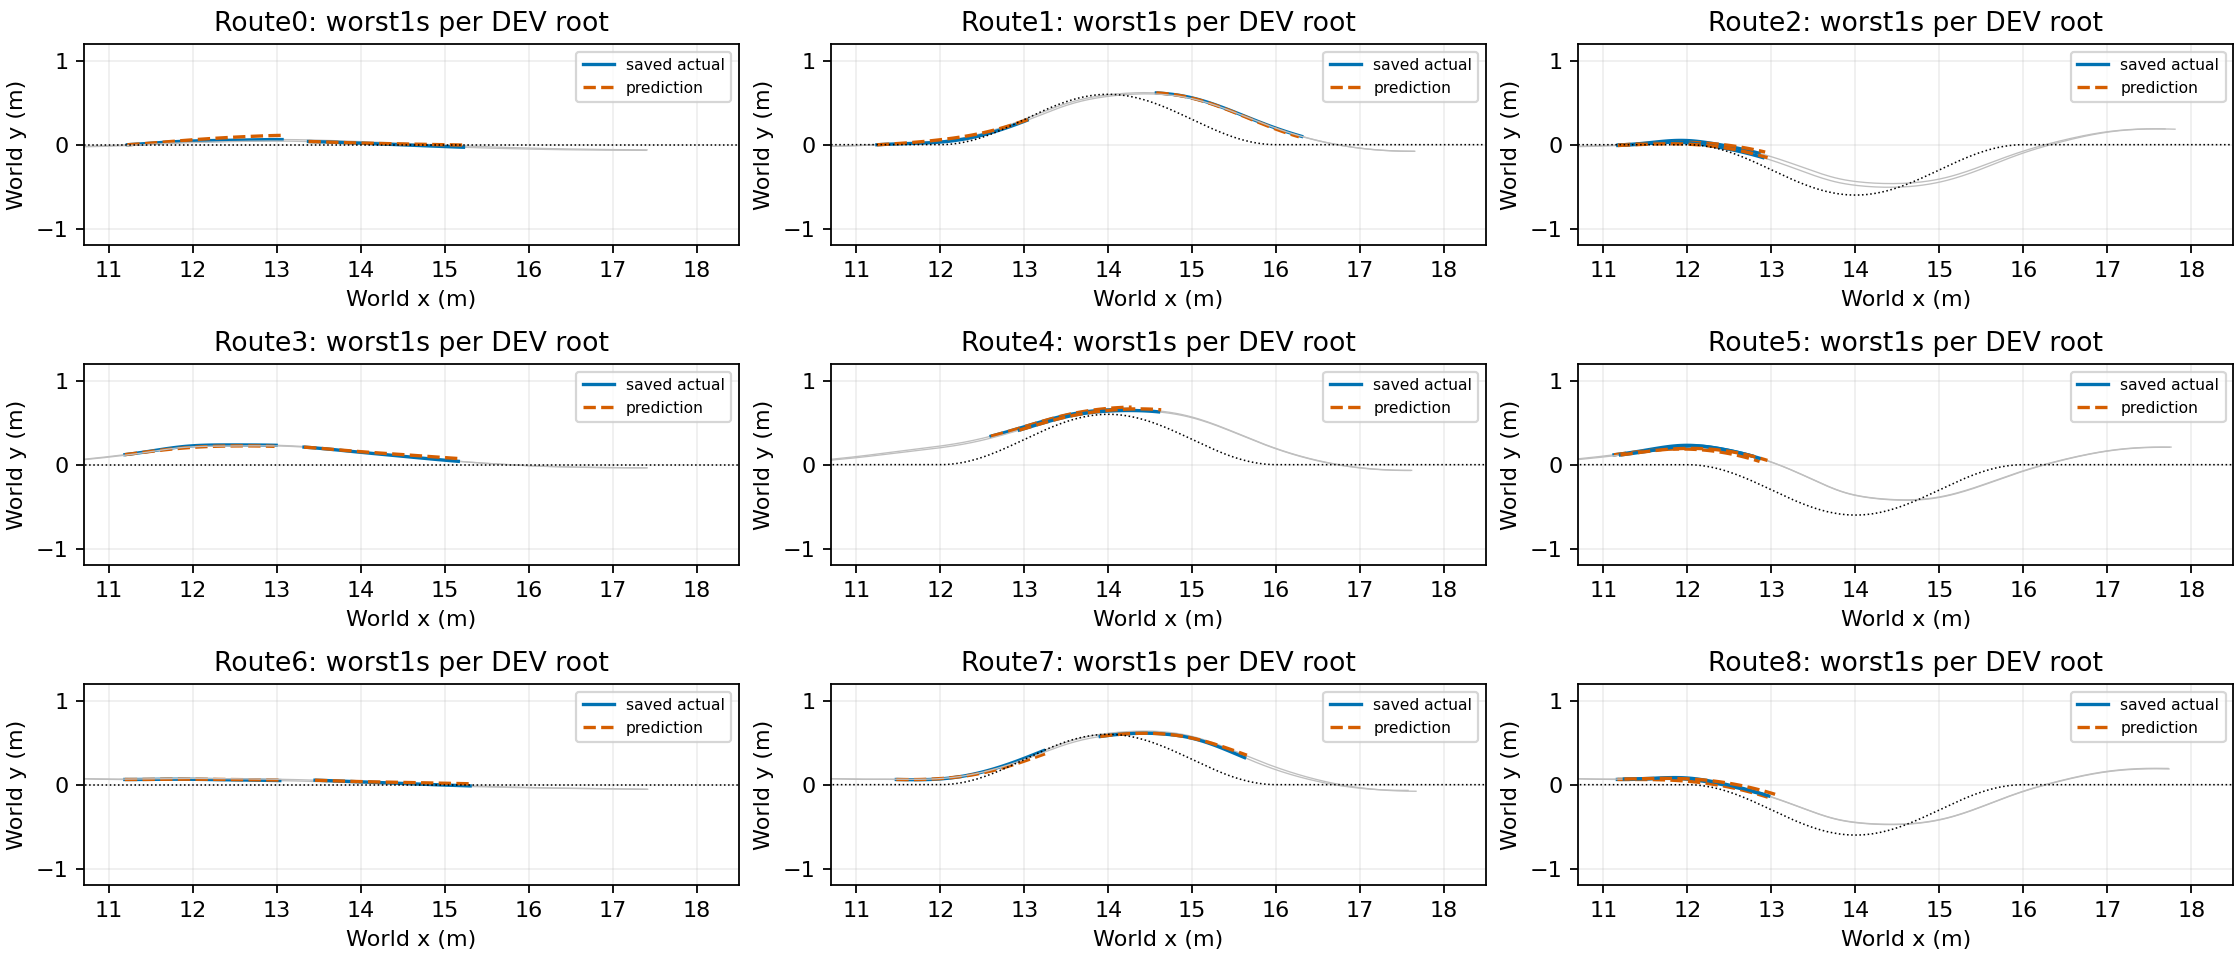 Route0: worst1s per DEV root
World y (m)
1
0
−1
saved actual
prediction
11 12 13 14 15 16 17 18
World x (m)
Route1: worst1s per DEV root
World y (m)
1
0
−1
saved actual
prediction
11 12 13 14 15 16 17 18
World x (m)
Route2: worst1s per DEV root
World y (m)
1
0
−1
saved actual
prediction
11 12 13 14 15 16 17 18
World x (m)
Route3: worst1s per DEV root
World y (m)
1
0
−1
saved actual
prediction
11 12 13 14 15 16 17 18
World x (m)
Route4: worst1s per DEV root
World y (m)
1
0
−1
saved actual
prediction
11 12 13 14 15 16 17 18
World x (m)
Route5: worst1s per DEV root
World y (m)
1
0
−1
saved actual
prediction
11 12 13 14 15 16 17 18
World x (m)
Route6: worst1s per DEV root
World y (m)
1
0
−1
saved actual
prediction
11 12 13 14 15 16 17 18
World x (m)
Route7: worst1s per DEV root
World y (m)
1
0
−1
saved actual
prediction
11 12 13 14 15 16 17 18
World x (m)
Route8: worst1s per DEV root
World y (m)
1
0
−1
saved actual
prediction
11 12 13 14 15 16 17 18
World x (m)